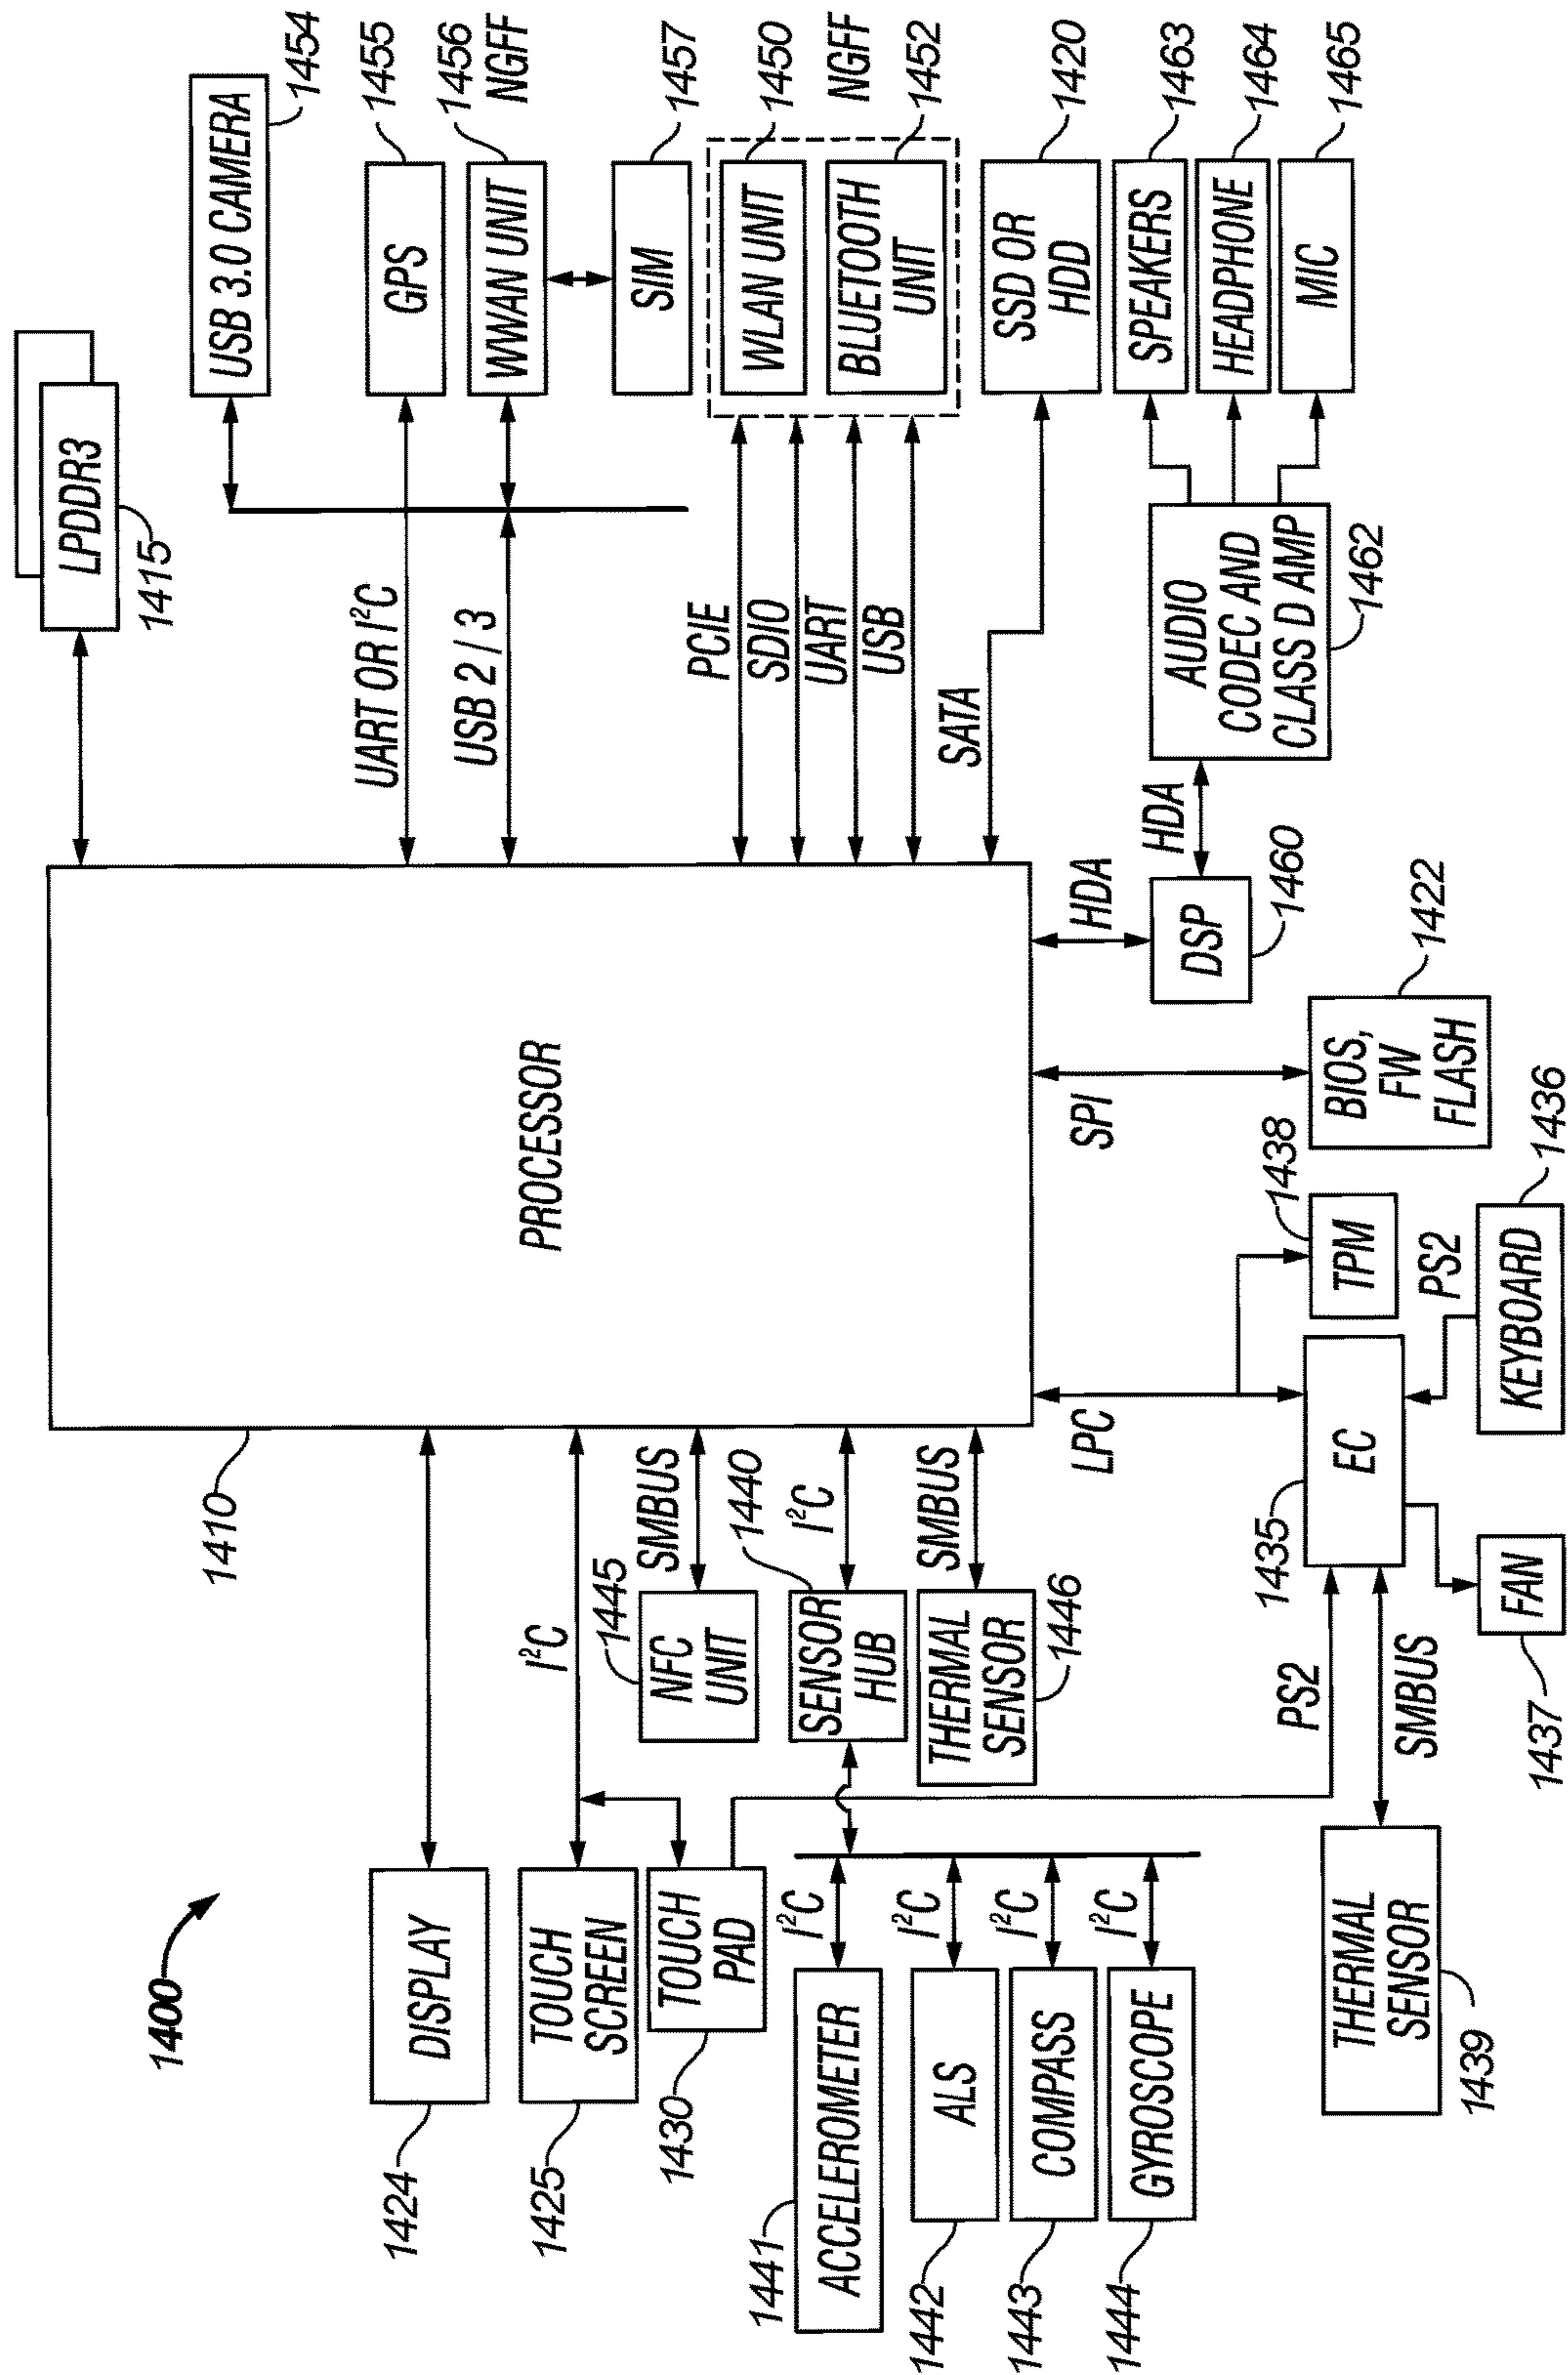 1400
LPDDR3
1415
DISPLAY
1424
TOUCH
SCREEN
1425
I²C
TOUCH
PAD
1430
PROCESSOR
1410
NFC
UNIT
1445
SMBUS
SENSOR
HUB
1440
I²C
THERMAL
SENSOR
1446
SMBUS
ACCELEROMETER
1441
I²C
ALS
1442
I²C
COMPASS
1443
I²C
GYROSCOPE
1444
I²C
THERMAL
SENSOR
1439
SMBUS
PS2
FAN
1437
EC
1435
LPC
KEYBOARD
1436
PS2
TPM
1438
SPI
BIOS,
FW
FLASH
1422
HDA
DSP
1460
HDA
AUDIO
CODEC AND
CLASS D AMP
1462
USB 3.0 CAMERA
1454
UART OR I²C
GPS
1455
USB 2 / 3
WWAN UNIT
1456
NGFF
SIM
1457
PCIE
SDIO
UART
USB
WLAN UNIT
1450
NGFF
BLUETOOTH
UNIT
1452
SATA
SSD OR
HDD
1420
SPEAKERS
1463
HEADPHONE
1464
MIC
1465